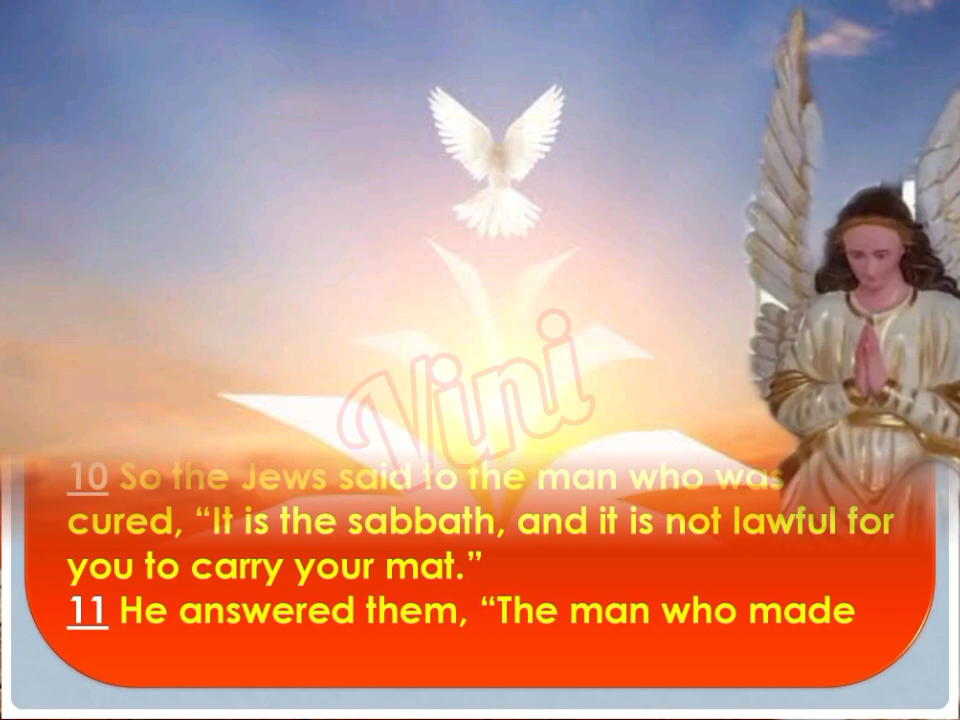 Vini
10 So the Jews said to the man who was
cured, “It is the sabbath, and it is not lawful for
you to carry your mat.”
11 He answered them, “The man who made